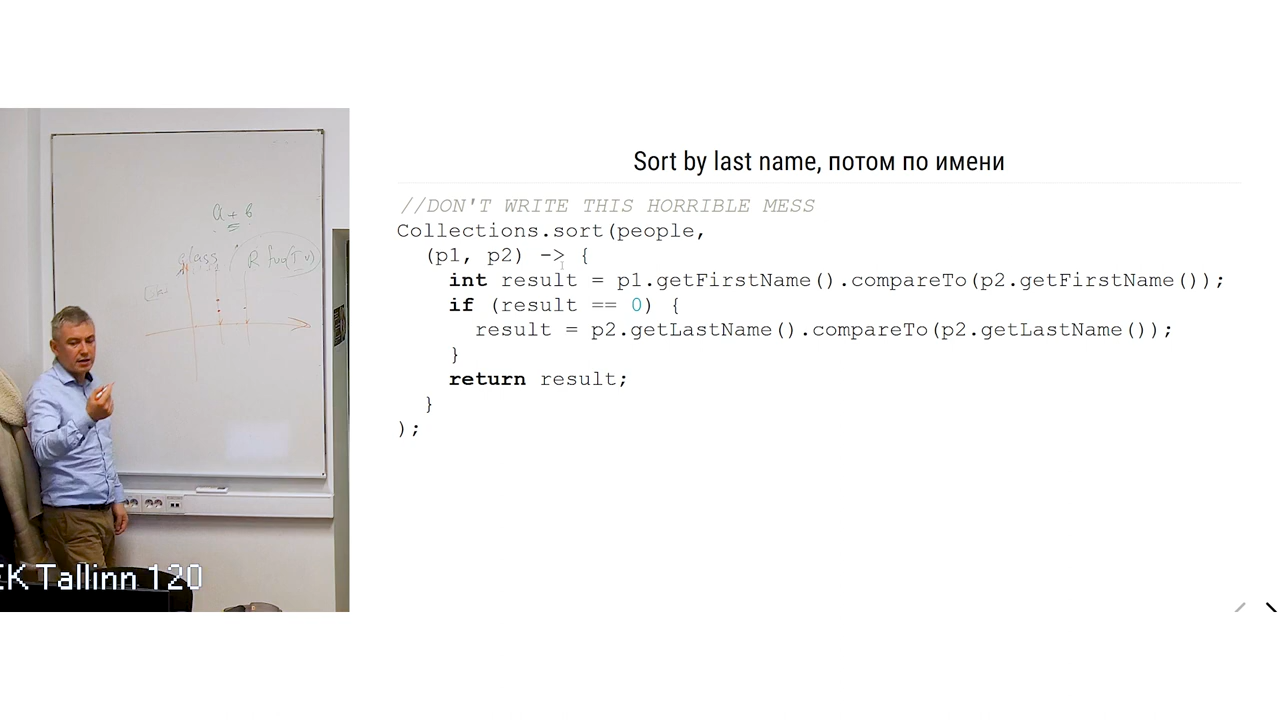 Sort by last name, потом по имени
//DON'T WRITE THIS HORRIBLE MESS
Collections.sort(people,
(p1, p2) -> {
int result = p1.getFirstName().compareTo(p2.getFirstName());
if (result == 0) {
result = p2.getLastName().compareTo(p2.getLastName());
}
return result;
}
);
a + b
class
R fun(T v)
EK Tallinn 120